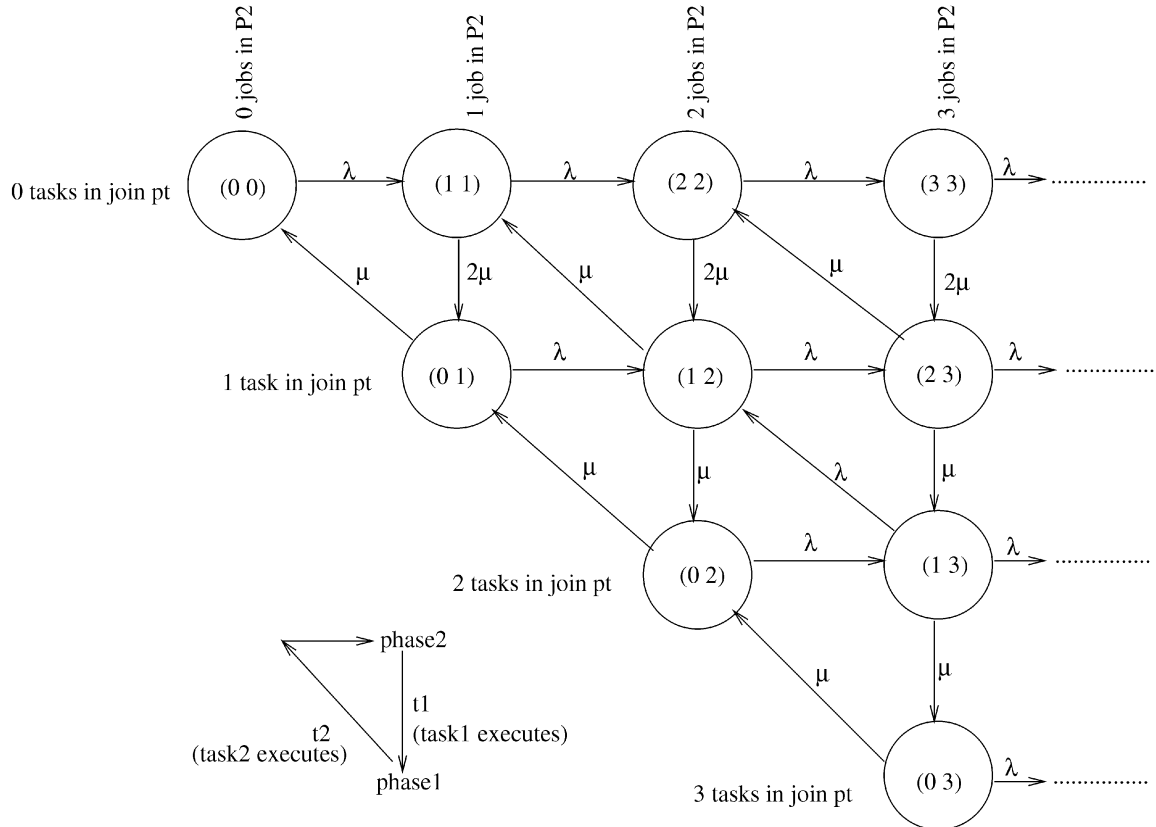 0 jobs in P2
1 job in P2
2 jobs in P2
3 jobs in P2
0 tasks in join pt
(0 0)
λ
(1 1)
λ
(2 2)
λ
(3 3)
λ
................
μ
2μ
μ
2μ
μ
2μ
1 task in join pt
(0 1)
λ
(1 2)
λ
(2 3)
λ
...............
μ
μ
λ
μ
2 tasks in join pt
(0 2)
λ
(1 3)
λ
................
phase2
t1
(task1 executes)
t2
(task2 executes)
phase1
μ
μ
3 tasks in join pt
(0 3)
λ
................